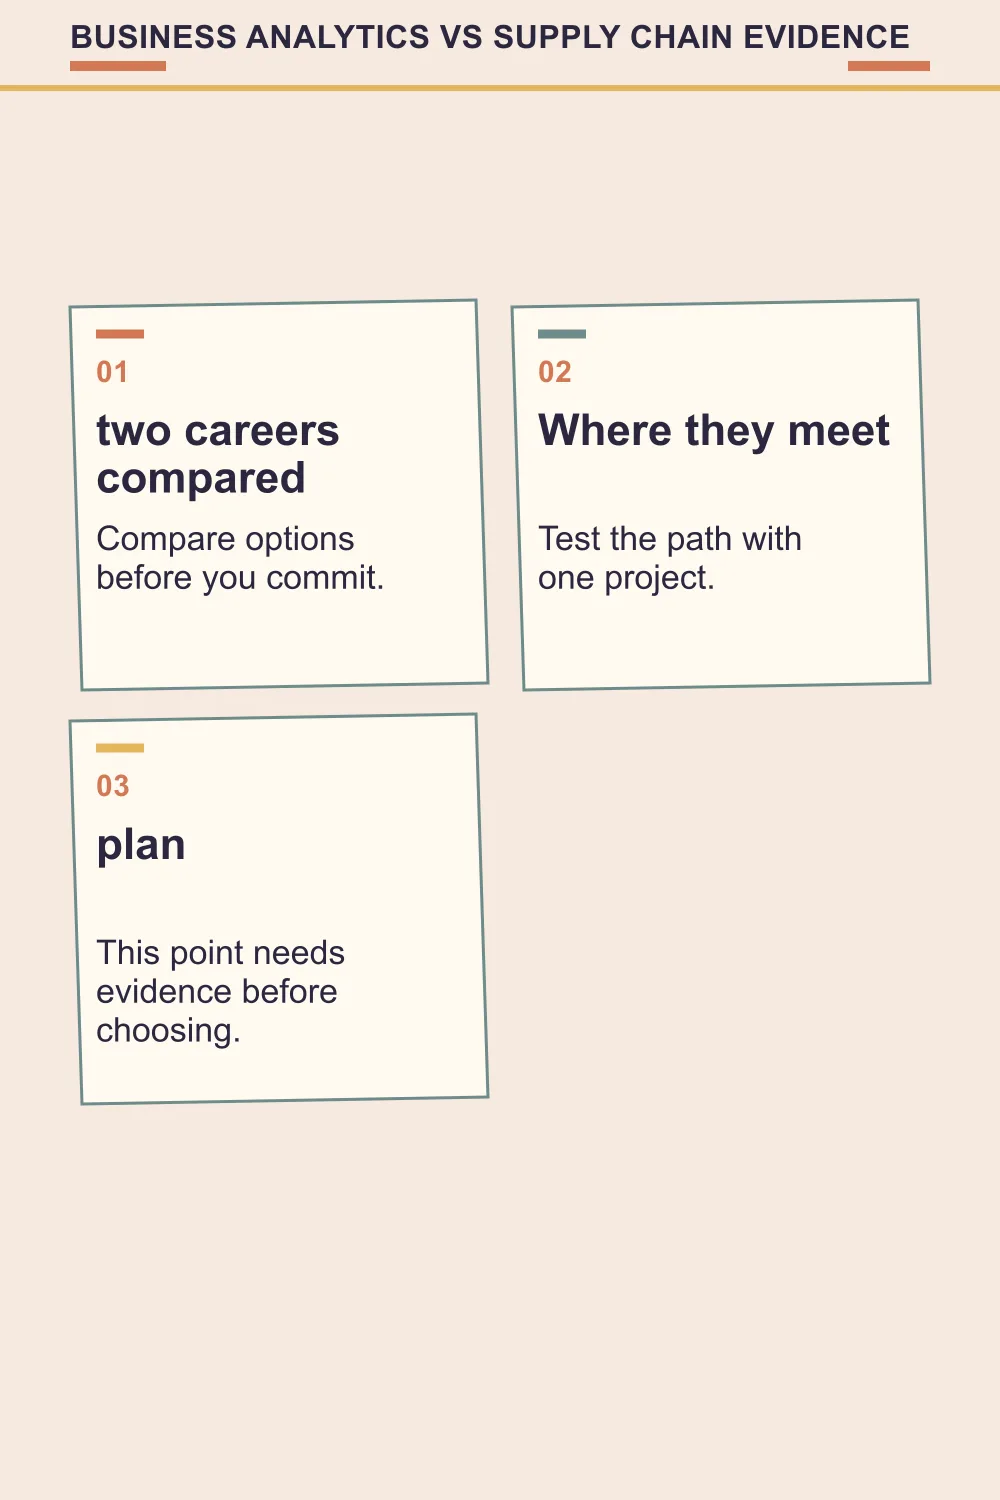 BUSINESS ANALYTICS VS SUPPLY CHAIN EVIDENCE
01
two careers
compared
Compare options
before you commit.
02
Where they meet
Test the path with
one project.
03
plan
This point needs
evidence before
choosing.